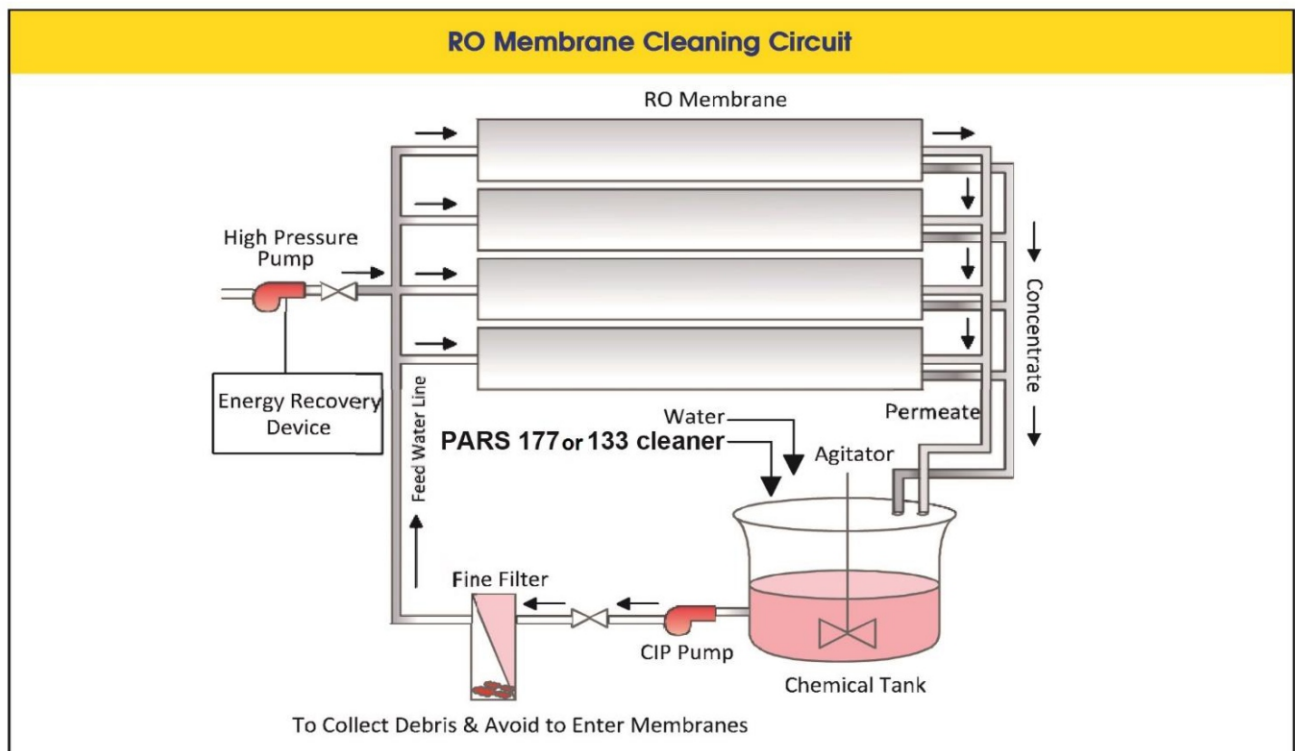 RO Membrane Cleaning Circuit
RO Membrane
High Pressure
Pump
Energy Recovery
Device
Feed Water Line
Concentrate
Permeate
Water
PARS 177 or 133 cleaner
Agitator
Fine Filter
CIP Pump
Chemical Tank
To Collect Debris & Avoid to Enter Membranes